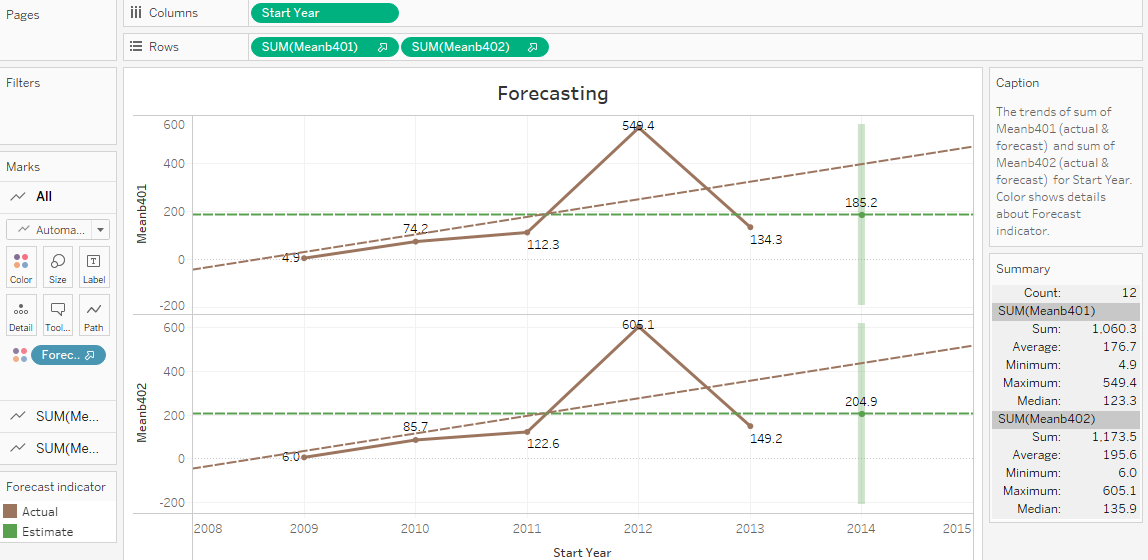 Pages
Columns
Start Year
Rows
SUM(Meanb401)
SUM(Meanb402)
Filters
Marks
All
Automa...
Color
Size
Label
Detail
Tool...
Path
Forec..
SUM(Me...
SUM(Me...
Forecast indicator
Actual
Estimate
Forecasting
Meanb401
600
400
200
0
-200
4.9
74.2
112.3
549.4
134.3
185.2
Meanb402
600
400
200
0
-200
6.0
85.7
122.6
605.1
149.2
204.9
2008
2009
2010
2011
2012
2013
2014
2015
Start Year
Caption
The trends of sum of
Meanb401 (actual &
forecast) and sum of
Meanb402 (actual &
forecast) for Start Year.
Color shows details
about Forecast
indicator.
Summary
Count: 12
SUM(Meanb401)
Sum: 1,060.3
Average: 176.7
Minimum: 4.9
Maximum: 549.4
Median: 123.3
SUM(Meanb402)
Sum: 1,173.5
Average: 195.6
Minimum: 6.0
Maximum: 605.1
Median: 135.9